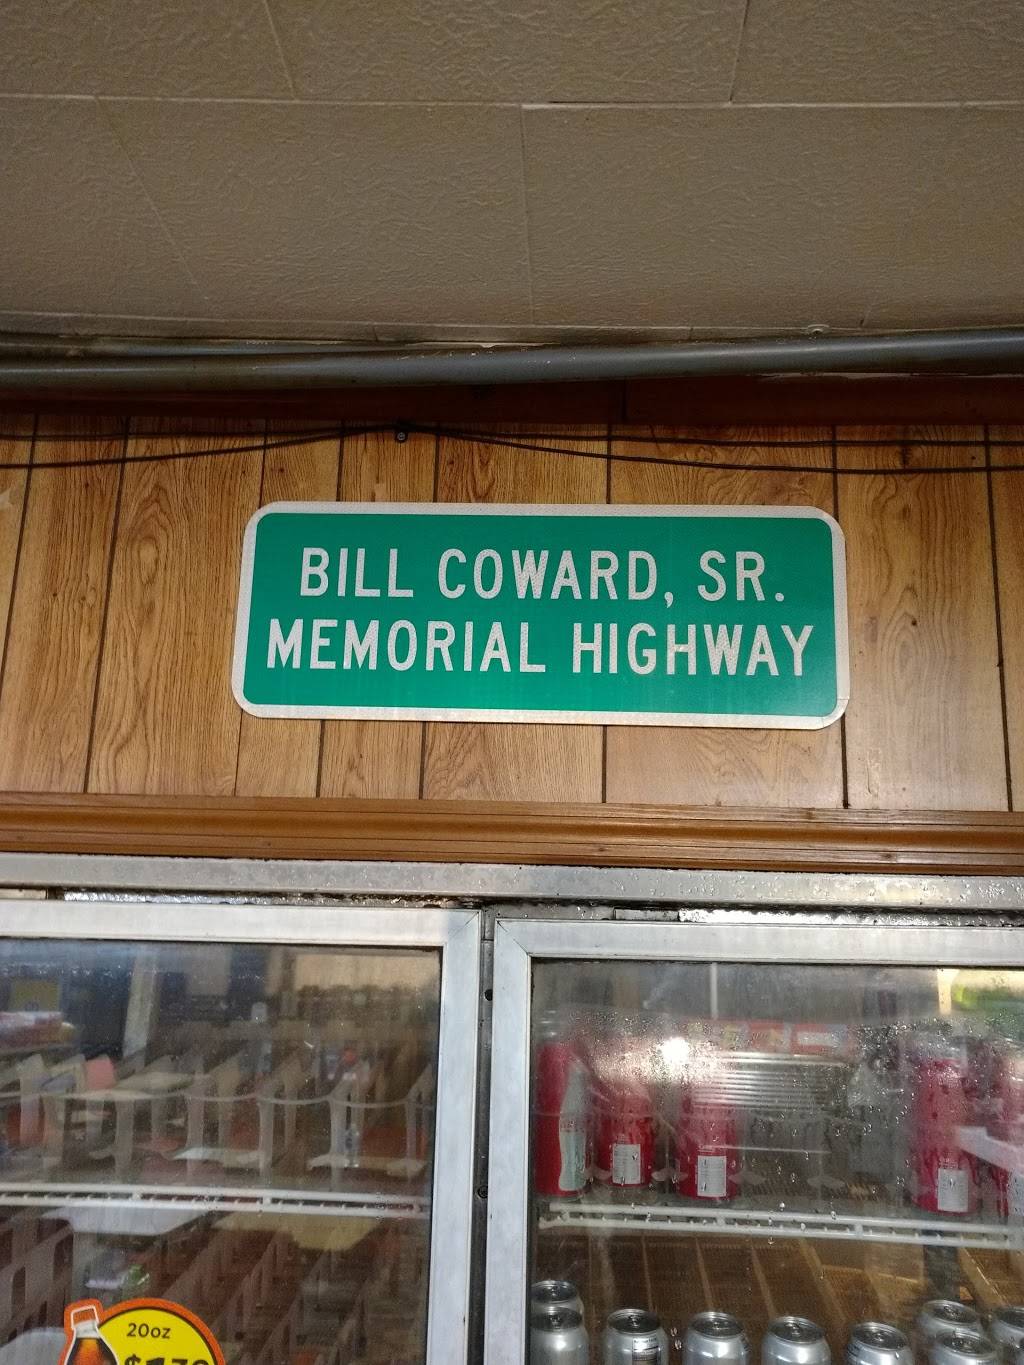 BILL COWARD, SR.
MEMORIAL HIGHWAY
20oz